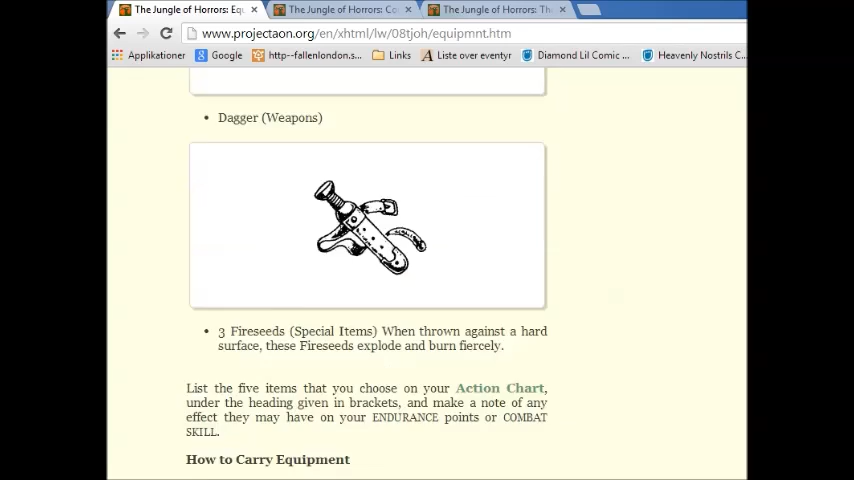 The Jungle of Horrors: Equ
The Jungle of Horrors: Co
The Jungle of Horrors: Th
www.projectaon.org/en/xhtml/lw/08tjoh/equipmnt.htm
Applikationer
Google
http--fallenlondon.s...
Links
Liste over eventyr
Diamond Lil Comic ...
Heavenly Nostrils C...
• Dagger (Weapons)
• 3 Fireseeds (Special Items) When thrown against a hard
surface, these Fireseeds explode and burn fiercely.
List the five items that you choose on your Action Chart,
under the heading given in brackets, and make a note of any
effect they may have on your ENDURANCE points or COMBAT
SKILL.
How to Carry Equipment